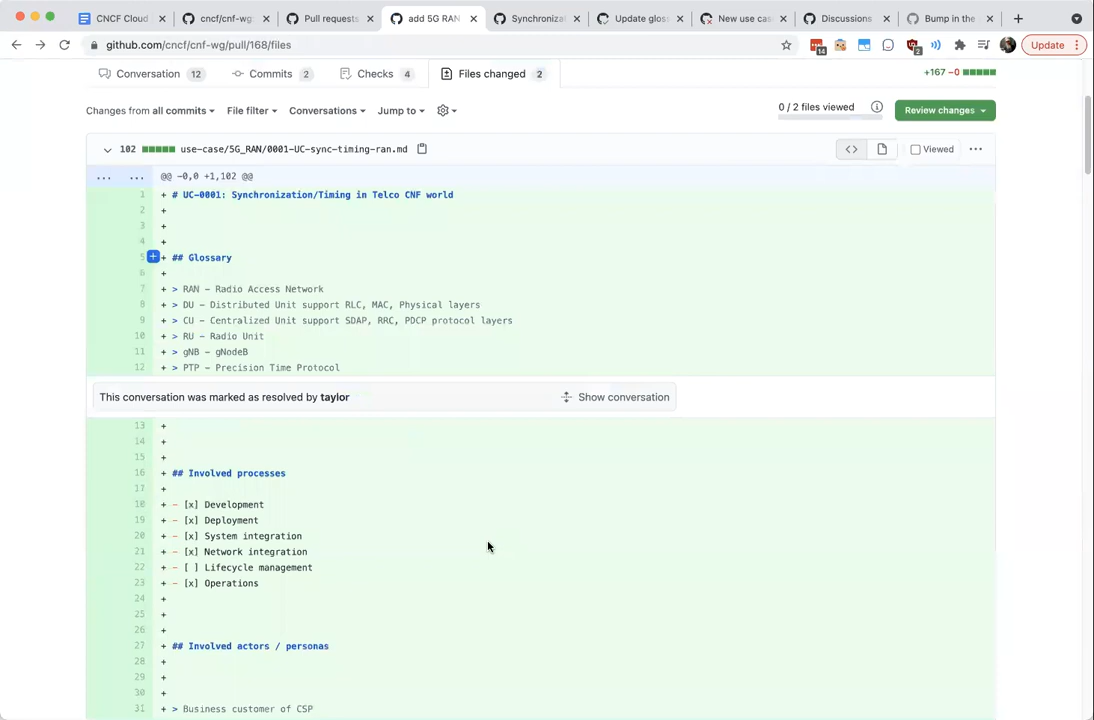 CNCF Cloud
cncf/cnf-wg
Pull requests
add 5G RAN
Synchroniza
Update glos
New use cas
Discussions
Bump in the
github.com/cncf/cnf-wg/pull/168/files
14
2
Update
Conversation 12
Commits 2
Checks 4
Files changed 2
+167 −0
Changes from all commits
File filter
Conversations
Jump to
0 / 2 files viewed
Review changes
102 use-case/5G_RAN/0001-UC-sync-timing-ran.md
Viewed
... ... @@ -0,0 +1,102 @@
1 + # UC-0001: Synchronization/Timing in Telco CNF world
2 +
3 +
4 +
5 + ## Glossary
6 +
7 + > RAN – Radio Access Network
8 + > DU – Distributed Unit support RLC, MAC, Physical layers
9 + > CU – Centralized Unit support SDAP, RRC, PDCP protocol layers
10 + > RU – Radio Unit
11 + > gNB – gNodeB
12 + > PTP – Precision Time Protocol
This conversation was marked as resolved by taylor
Show conversation
13 +
14 +
15 +
16 + ## Involved processes
17 +
18 + - [x] Development
19 + - [x] Deployment
20 + - [x] System integration
21 + - [x] Network integration
22 + - [ ] Lifecycle management
23 + - [x] Operations
24 +
25 +
26 +
27 + ## Involved actors / personas
28 +
29 +
30 +
31 + > Business customer of CSP